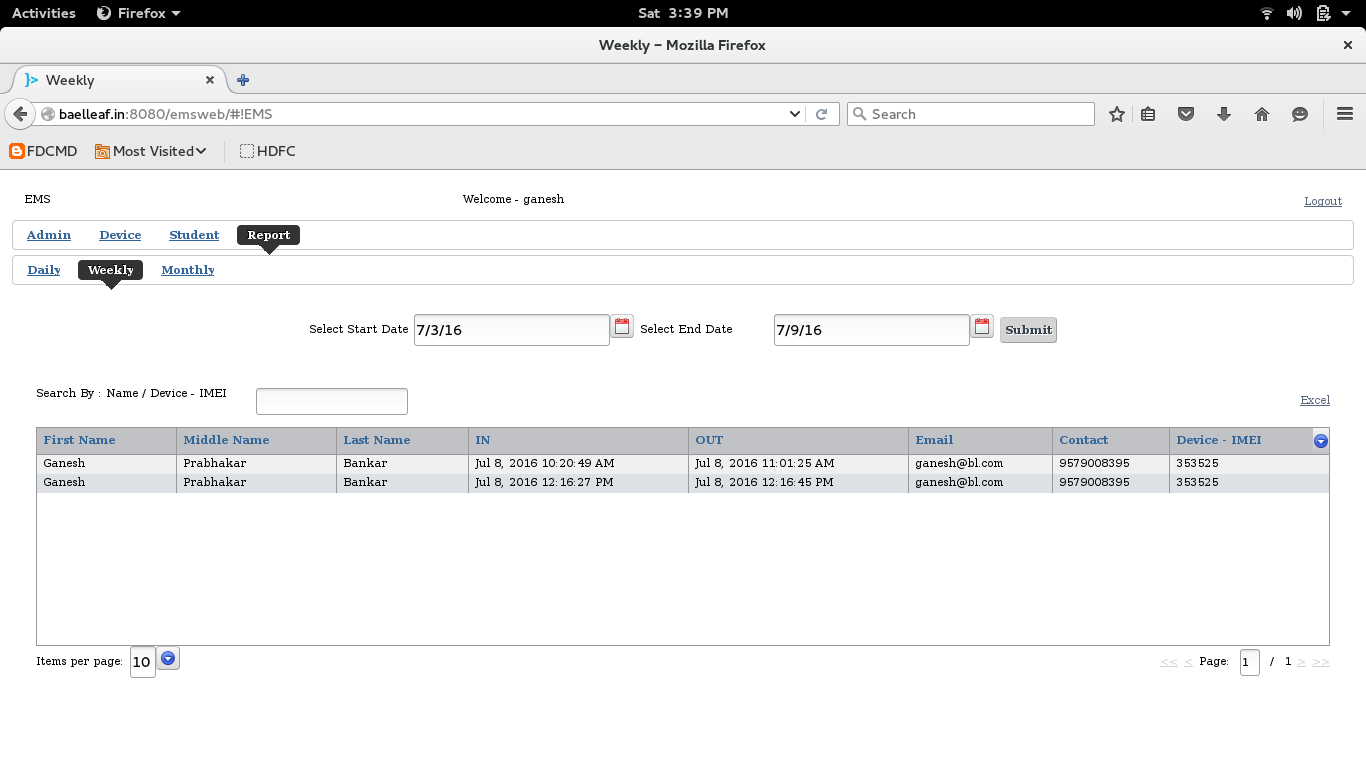 Activities Firefox Sat 3:39 PM
Weekly - Mozilla Firefox ×
}> Weekly ×
baelleaf.in:8080/emsweb/#!EMS Search
FDCMD Most Visited HDFC
EMS Welcome - ganesh Logout
Admin Device Student Report
Daily Weekly Monthly
Select Start Date 7/3/16 Select End Date 7/9/16 Submit
Search By : Name / Device - IMEI Excel
First Name Middle Name Last Name IN OUT Email Contact Device - IMEI
Ganesh Prabhakar Bankar Jul 8, 2016 10:20:49 AM Jul 8, 2016 11:01:25 AM ganesh@bl.com 9579008395 353525
Ganesh Prabhakar Bankar Jul 8, 2016 12:16:27 PM Jul 8, 2016 12:16:45 PM ganesh@bl.com 9579008395 353525
Items per page: 10 << < Page: 1 / 1 > >>